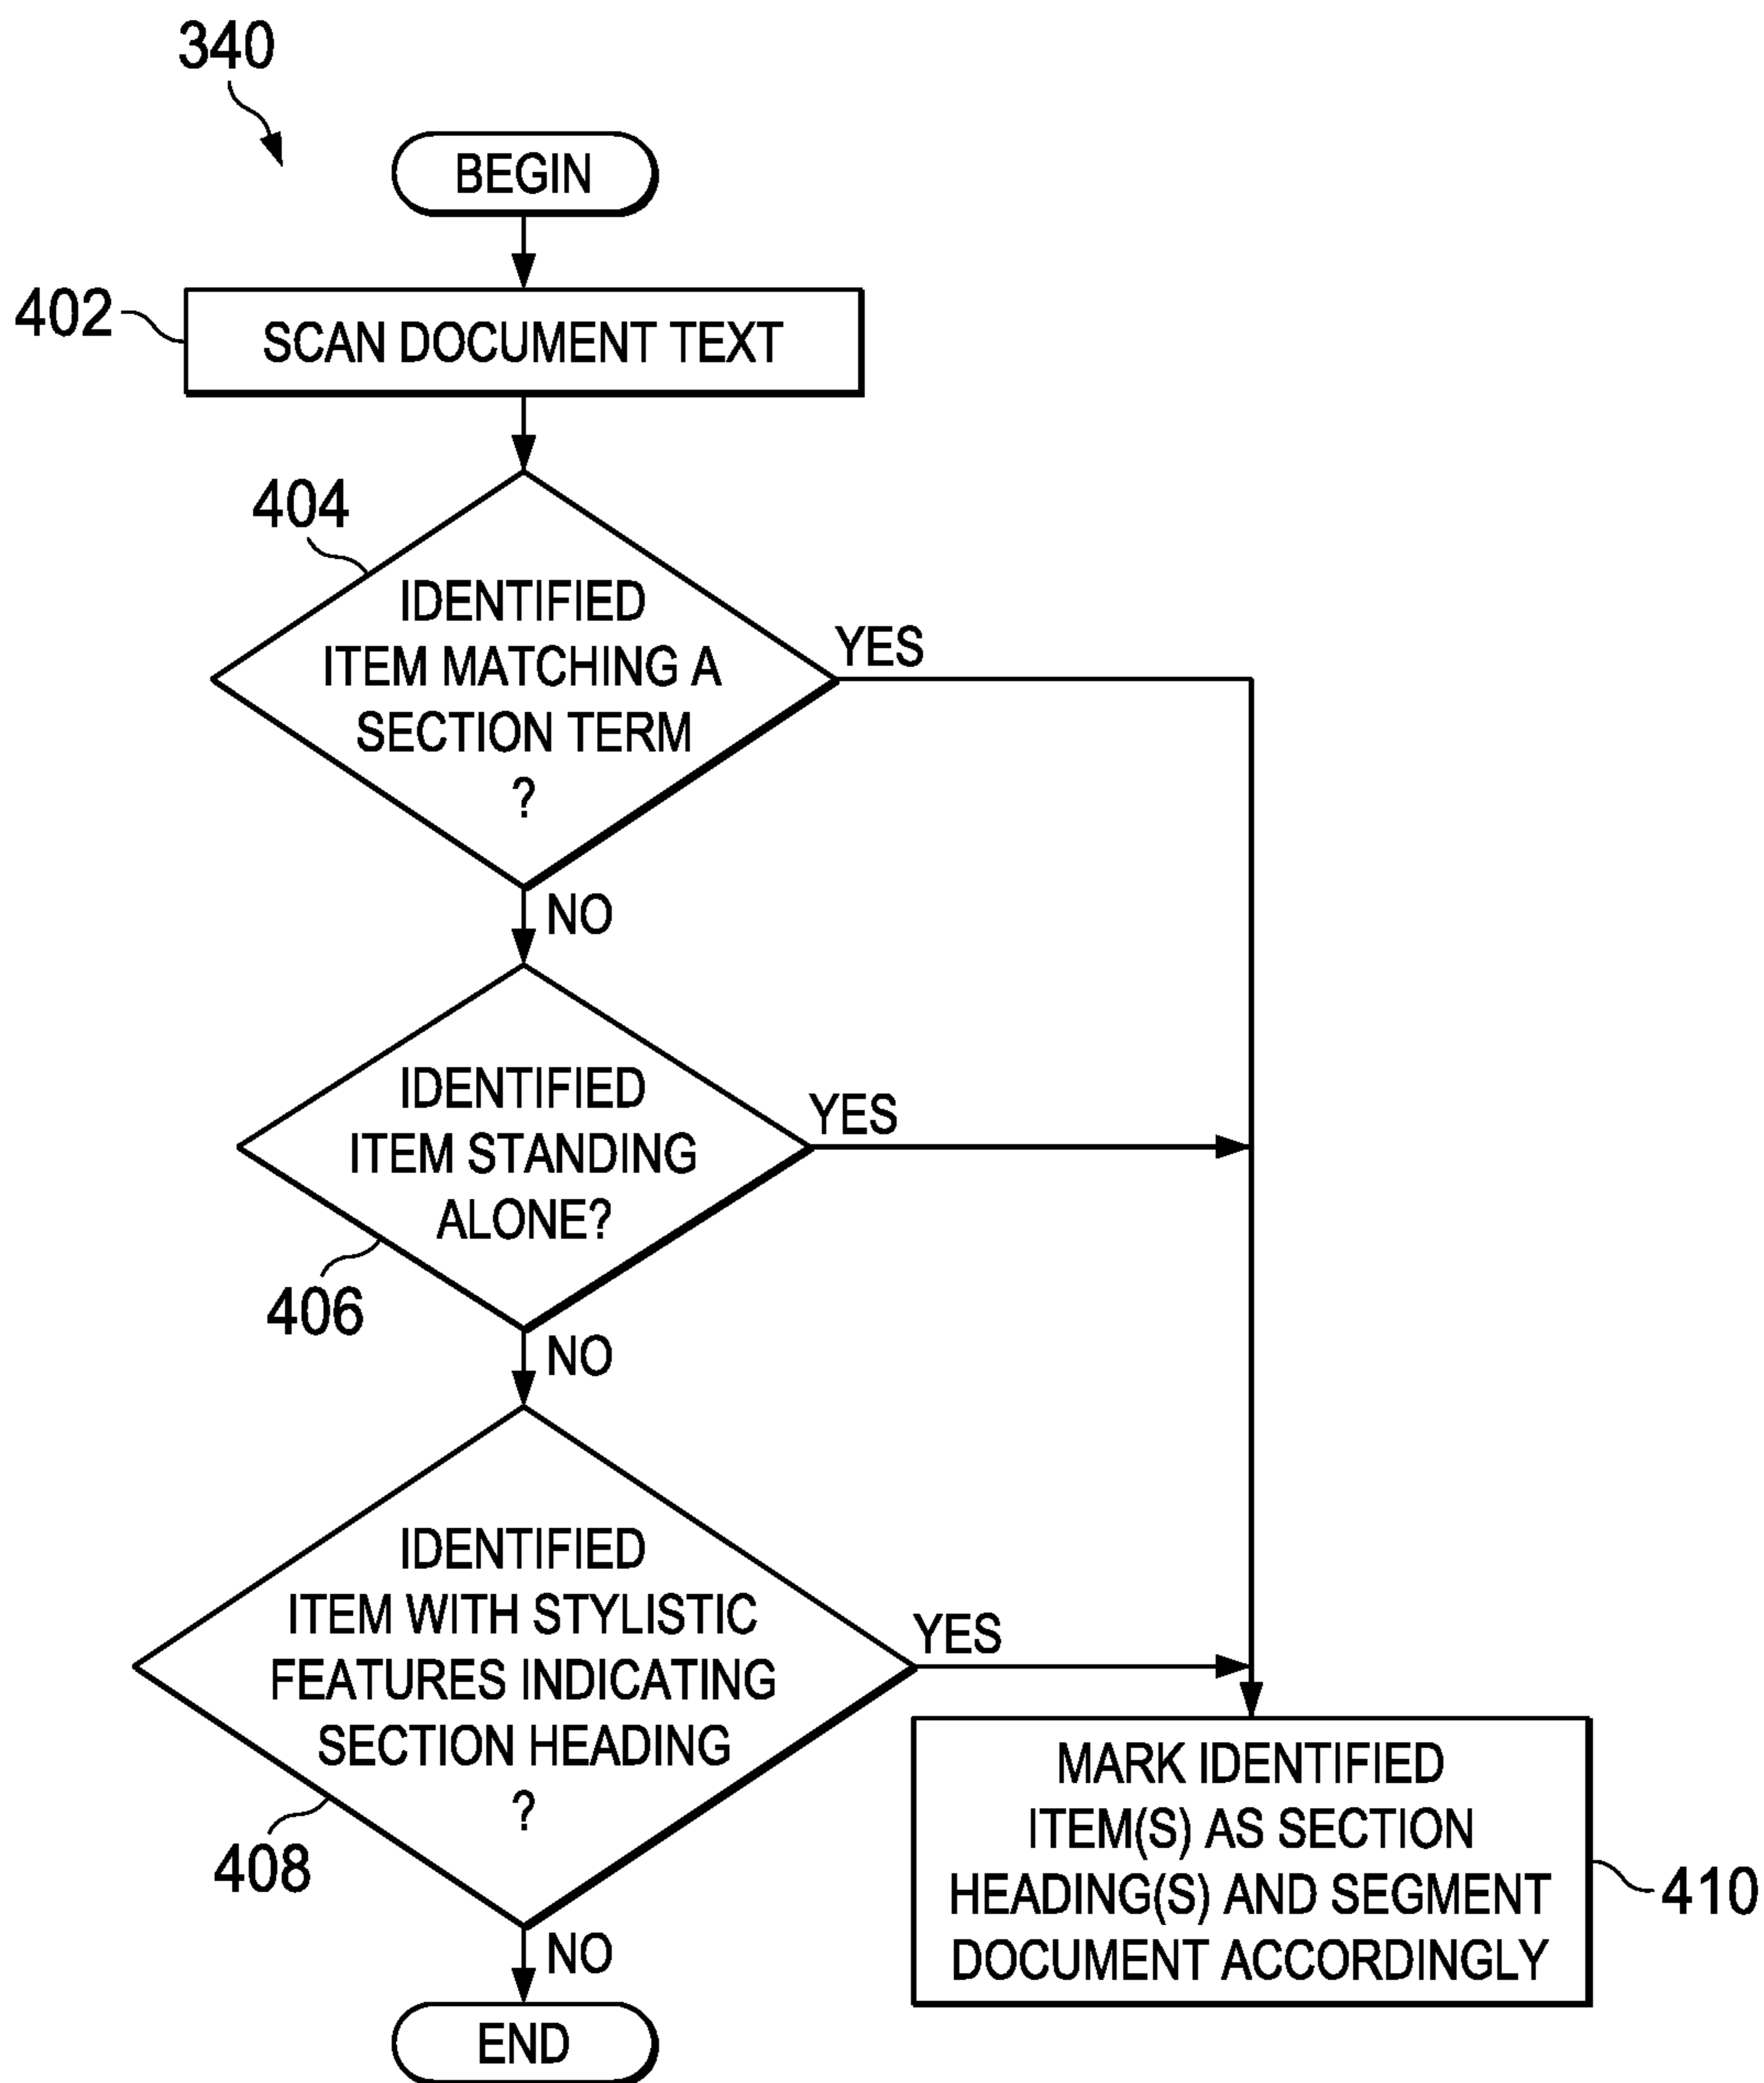 340
BEGIN
402
SCAN DOCUMENT TEXT
404
IDENTIFIED
ITEM MATCHING A
SECTION TERM
?
YES
NO
IDENTIFIED
ITEM STANDING
ALONE?
YES
406
NO
IDENTIFIED
ITEM WITH STYLISTIC
FEATURES INDICATING
SECTION HEADING
?
YES
408
NO
MARK IDENTIFIED
ITEM(S) AS SECTION
HEADING(S) AND SEGMENT
DOCUMENT ACCORDINGLY
410
END